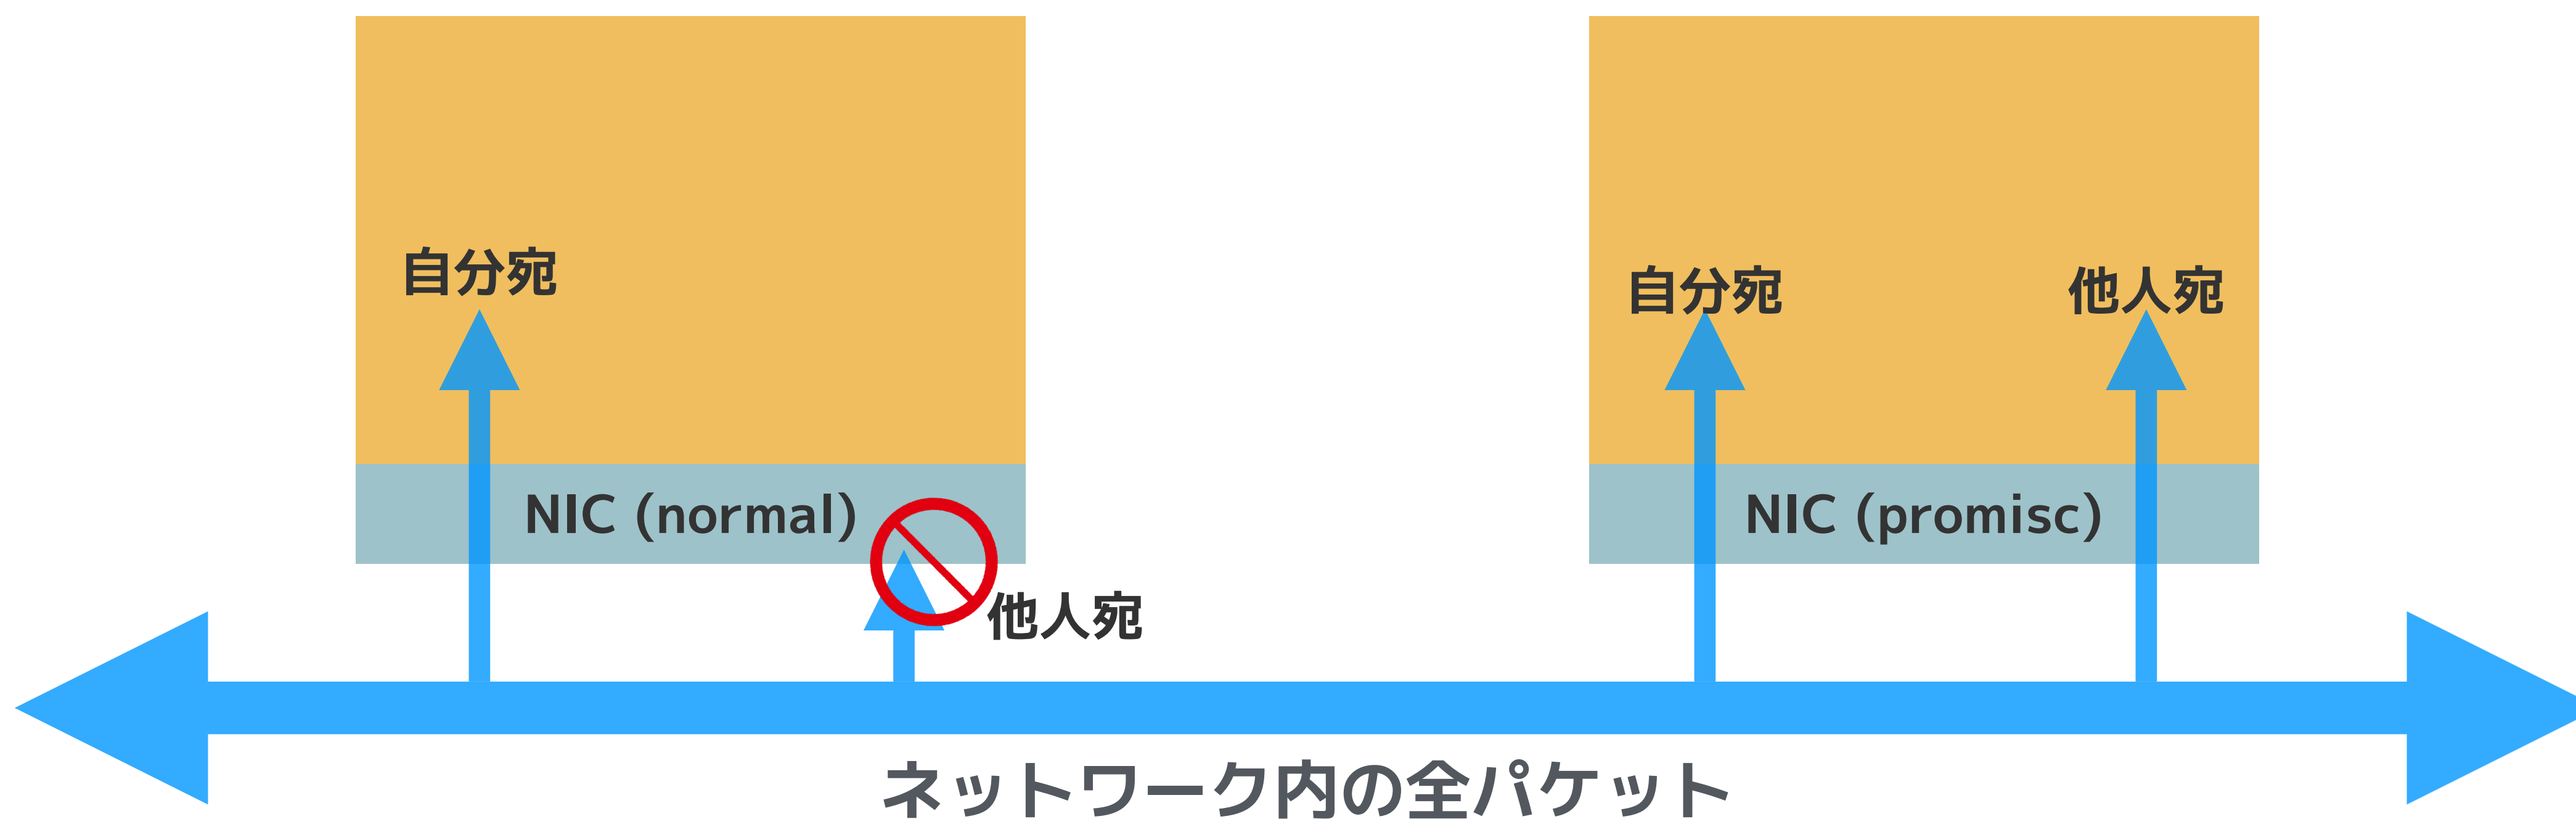 自分宛
NIC (normal)
他人宛
自分宛
他人宛
NIC (promisc)
ネットワーク内の全パケット